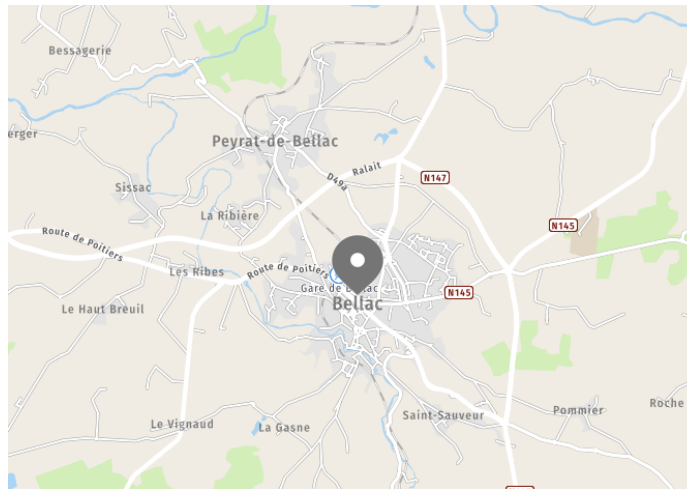 Bessagerie
erger
Peyrat-de-Bellac
D49a
Ralait
N147
Sissac
La Ribière
N145
Route de Poitiers
Les Ribes
Route de Poitiers
Gare de Bellac
N145
Le Haut Breuil
Bellac
Roche
Pommier
Saint-Sauveur
Le Vignaud
La Gasne